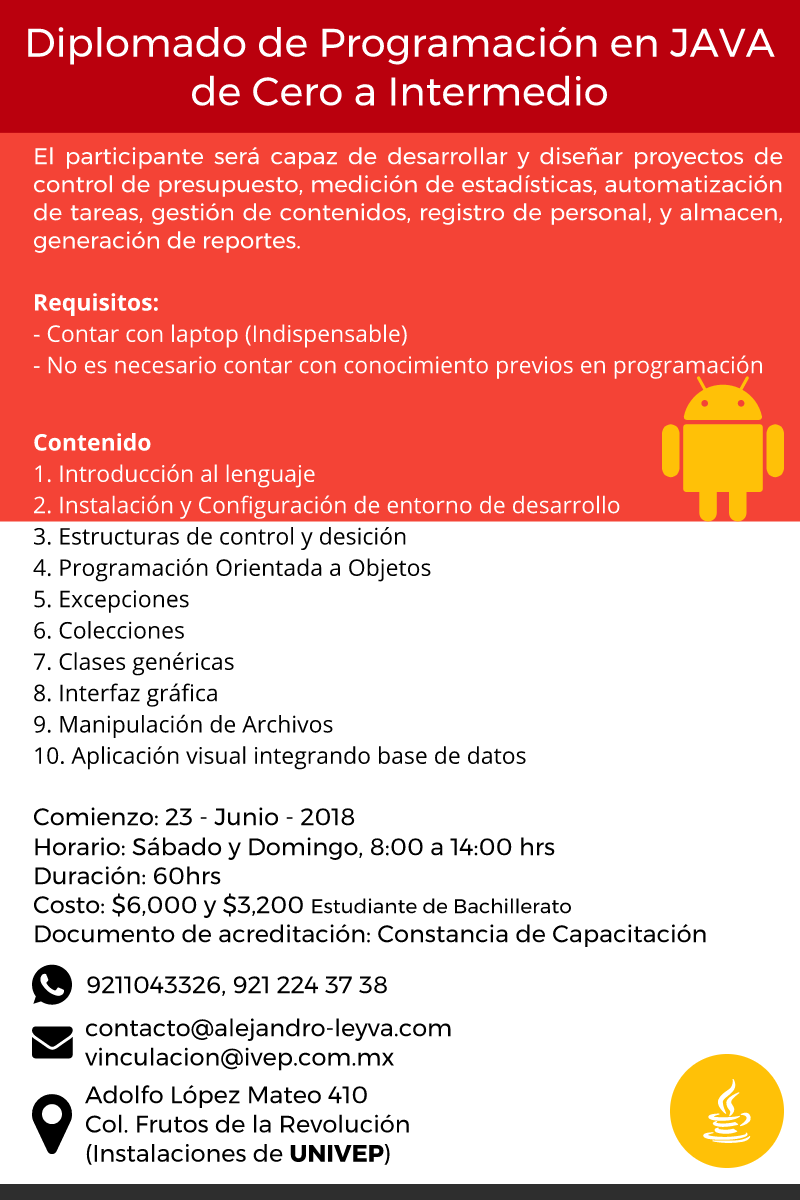 Diplomado de Programación en JAVA
de Cero a Intermedio
El participante será capaz de desarrollar y diseñar proyectos de
control de presupuesto, medición de estadísticas, automatización
de tareas, gestión de contenidos, registro de personal, y almacen,
generación de reportes.
Requisitos:
- Contar con laptop (Indispensable)
- No es necesario contar con conocimiento previos en programación
Contenido
1. Introducción al lenguaje
2. Instalación y Configuración de entorno de desarrollo
3. Estructuras de control y desición
4. Programación Orientada a Objetos
5. Excepciones
6. Colecciones
7. Clases genéricas
8. Interfaz gráfica
9. Manipulación de Archivos
10. Aplicación visual integrando base de datos
Comienzo: 23 - Junio - 2018
Horario: Sábado y Domingo, 8:00 a 14:00 hrs
Duración: 60hrs
Costo: $6,000 y $3,200 Estudiante de Bachillerato
Documento de acreditación: Constancia de Capacitación
9211043326, 921 224 37 38
contacto@alejandro-leyva.com
vinculacion@ivep.com.mx
Adolfo López Mateo 410
Col. Frutos de la Revolución
(Instalaciones de UNIVEP)